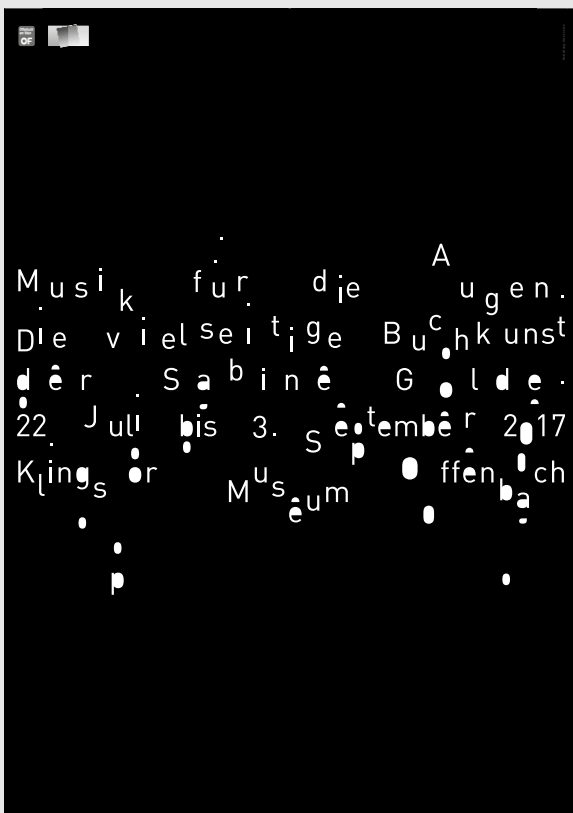 OF
Musik für die Augen.
Die vielseitige Buchkunst
der Sabine Golde.
22. Juli bis 3. September 2017
Klingspor Museum Offenbach